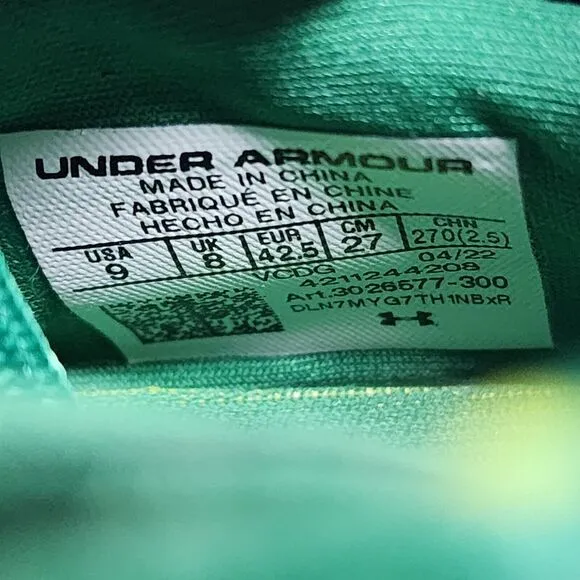 UNDER ARMOUR
MADE IN CHINA
FABRIQUÉ EN CHINE
HECHO EN CHINA
USA UK EUR CM CHN
9 8 42.5 27 270(2.5)
VCDG 04/22
4211244208
Art.3026577-300
DLN7MYG7TH1NBxR